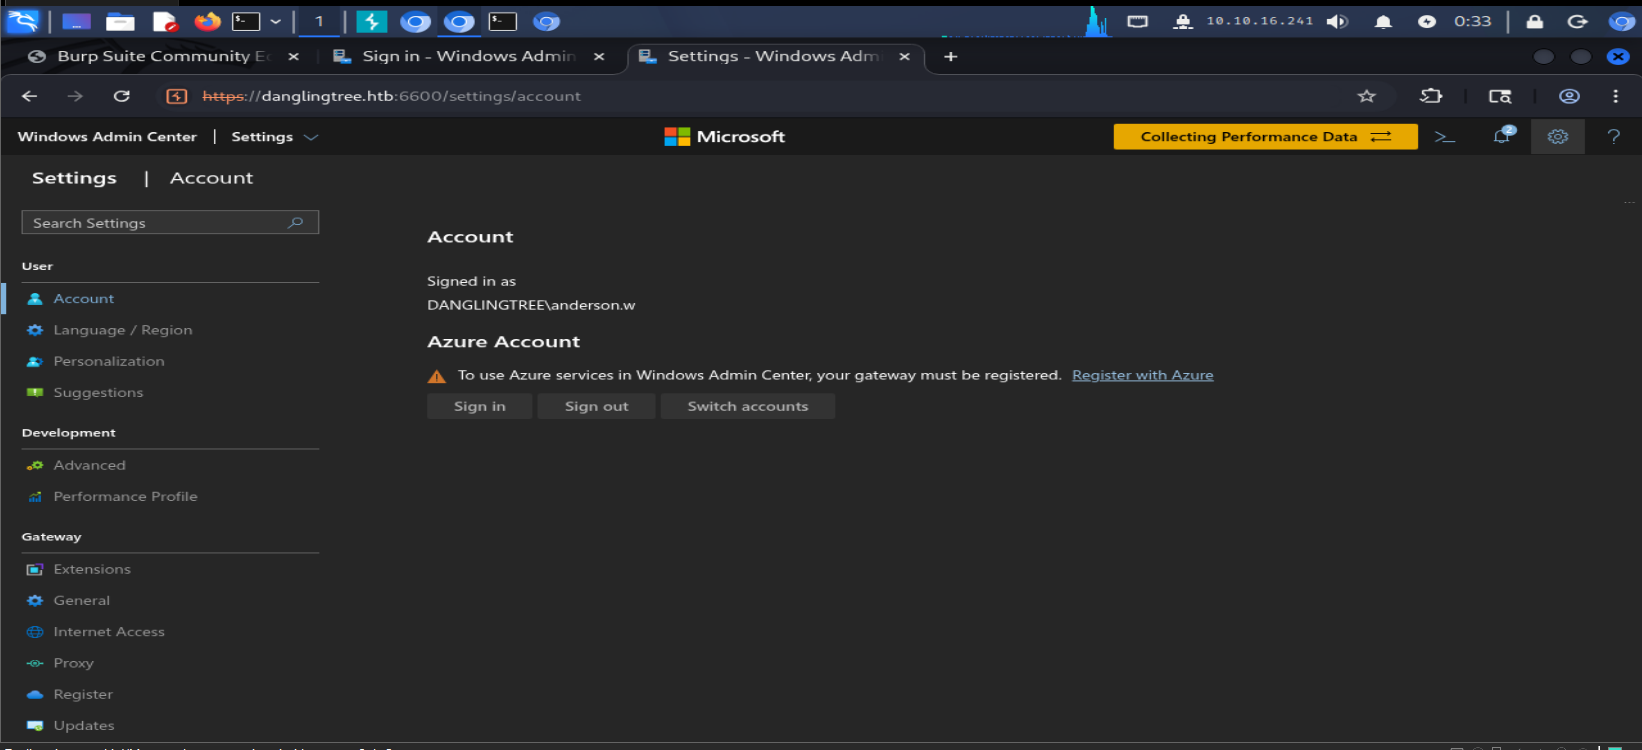 1
10.10.16.241
0:33
Burp Suite Community E
Sign in - Windows Admin
Settings - Windows Adm
https://danglingtree.htb:6600/settings/account
Windows Admin Center | Settings
Microsoft
Collecting Performance Data
>_
2
?
Settings | Account
Search Settings
User
Account
Language / Region
Personalization
Suggestions
Development
Advanced
Performance Profile
Gateway
Extensions
General
Internet Access
Proxy
Register
Updates
...
Account
Signed in as
DANGLINGTREE\anderson.w
Azure Account
To use Azure services in Windows Admin Center, your gateway must be registered. Register with Azure
Sign in
Sign out
Switch accounts